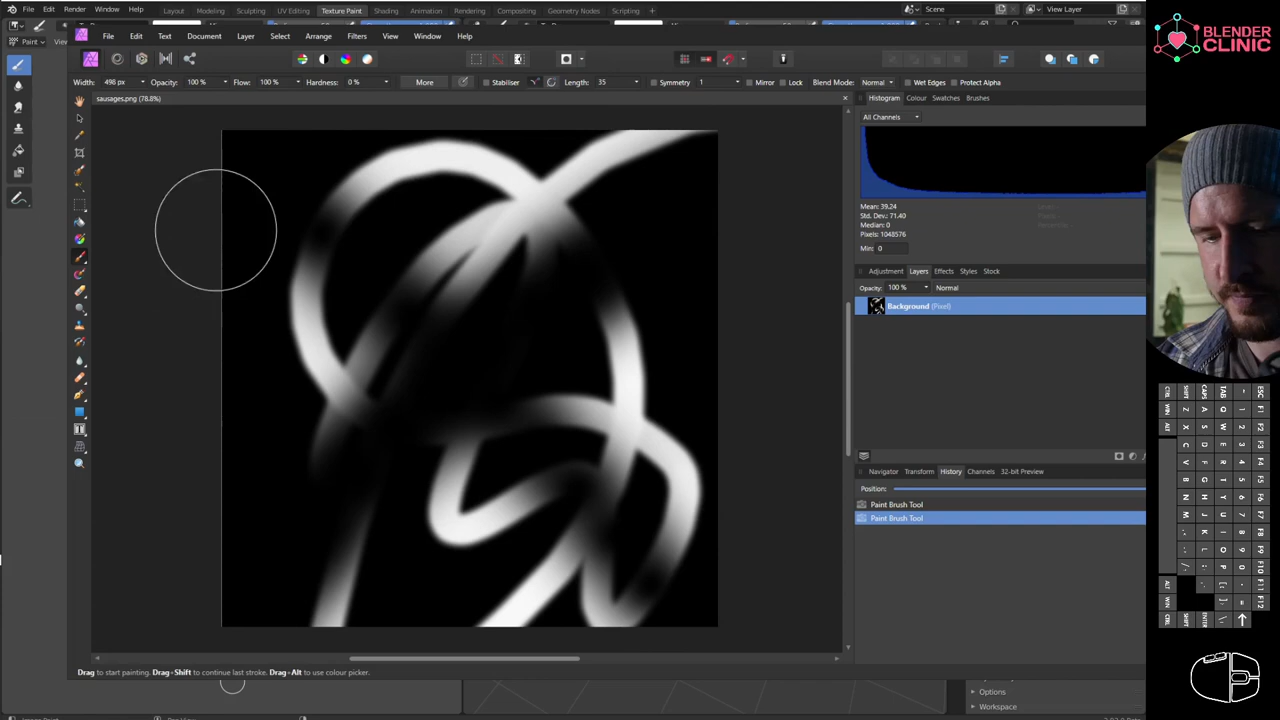 File Edit Render Window Help Layout Modeling Sculpting UV Editing Texture Paint Shading Animation Rendering Compositing Geometry Nodes Scripting Scene View Layer
Paint
File Edit Text Document Layer Select Arrange Filters View Window Help
Width: 498 px Opacity: 100 % Flow: 100 % Hardness: 0 % More Stabiliser Length: 35 Symmetry 1 Mirror Lock Blend Mode: Normal Wet Edges Protect Alpha
sausages.png (78.8%)
Histogram Colour Swatches Brushes
All Channels
Mean: 39.24
Std. Dev.: 71.40
Median: 0
Pixels: 1048576
Min: 0
Adjustment Layers Effects Styles Stock
Opacity: 100 % Normal
Background (Pixel)
Navigator Transform History Channels 32-bit Preview
Position:
Paint Brush Tool
Paint Brush Tool
Drag to start painting. Drag+Shift to continue last stroke. Drag+Alt to use colour picker.
Options
Workspace
BLENDER
CLINIC